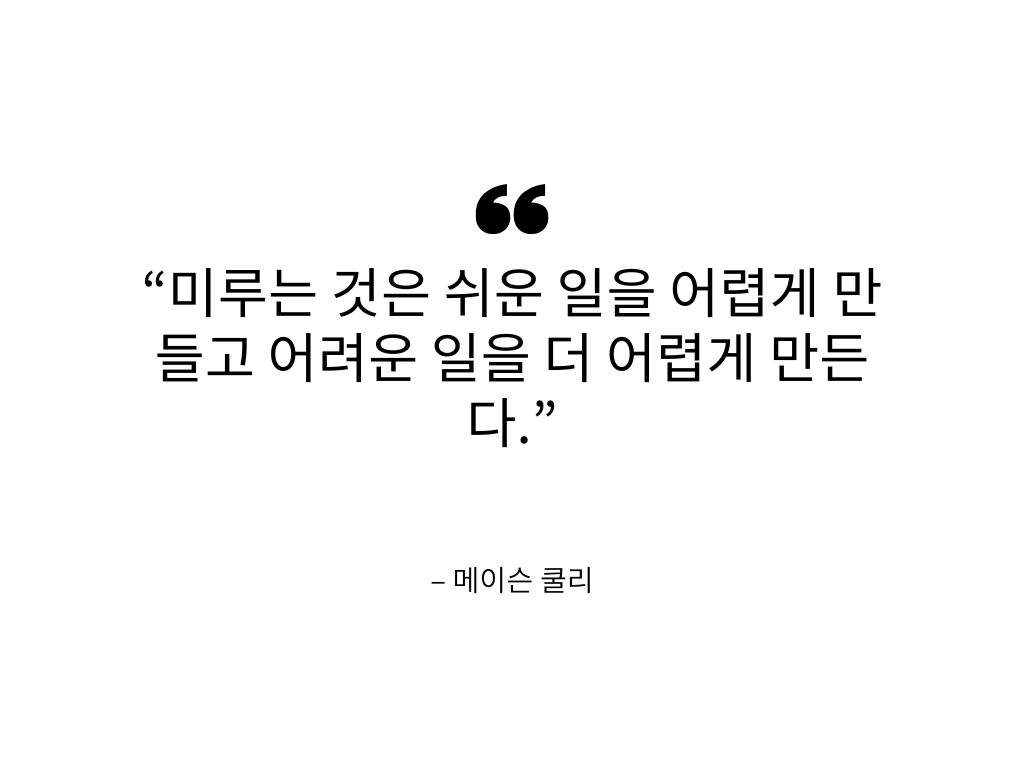 ❝
“미루는 것은 쉬운 일을 어렵게 만
들고 어려운 일을 더 어렵게 만든
다.”
– 메이슨 쿨리